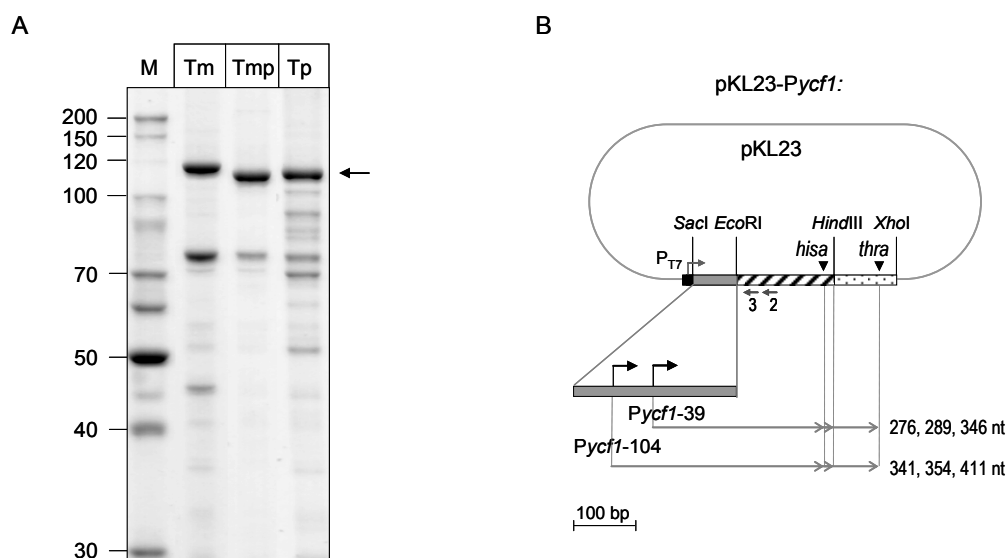 A
M Tm Tmp Tp
200
150
120
100
70
50
40
30
B
pKL23-Pycf1:
pKL23
SacI EcoRI HindIII XhoI
hisa thra
PT7
3 2
Pycf1-39
Pycf1-104
276, 289, 346 nt
341, 354, 411 nt
100 bp